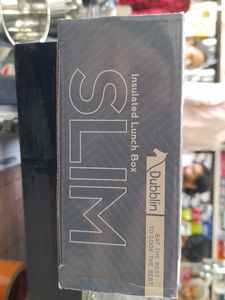 Insulated Lunch Box
SLIM
Dubblin
EAT THE BEST
TO LOOK THE BEST